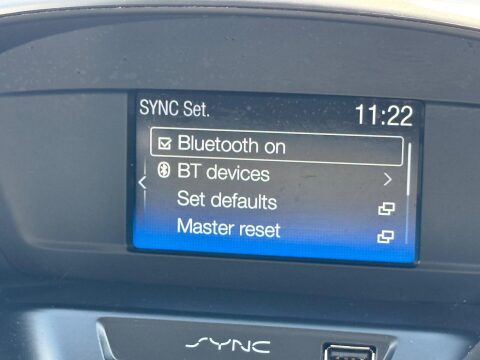 SYNC Set.
11:22
Bluetooth on
BT devices
Set defaults
Master reset
SYNC